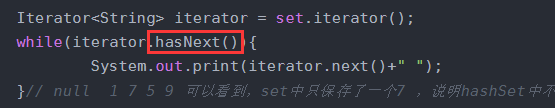 Iterator<String> iterator = set.iterator();
while(iterator.hasNext()){
System.out.print(iterator.next()+" ");
}// null  1 7 5 9 可以看到，set中只保存了一个7 ，说明hashSet中